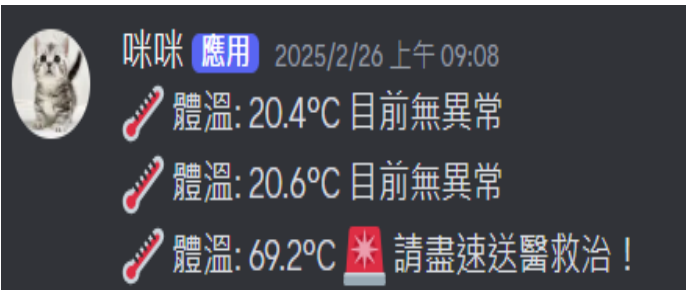 咪咪 應用 2025/2/26 上午 09:08
🌡️ 體溫: 20.4°C 目前無異常
🌡️ 體溫: 20.6°C 目前無異常
🌡️ 體溫: 69.2°C 🚨 請盡速送醫救治！